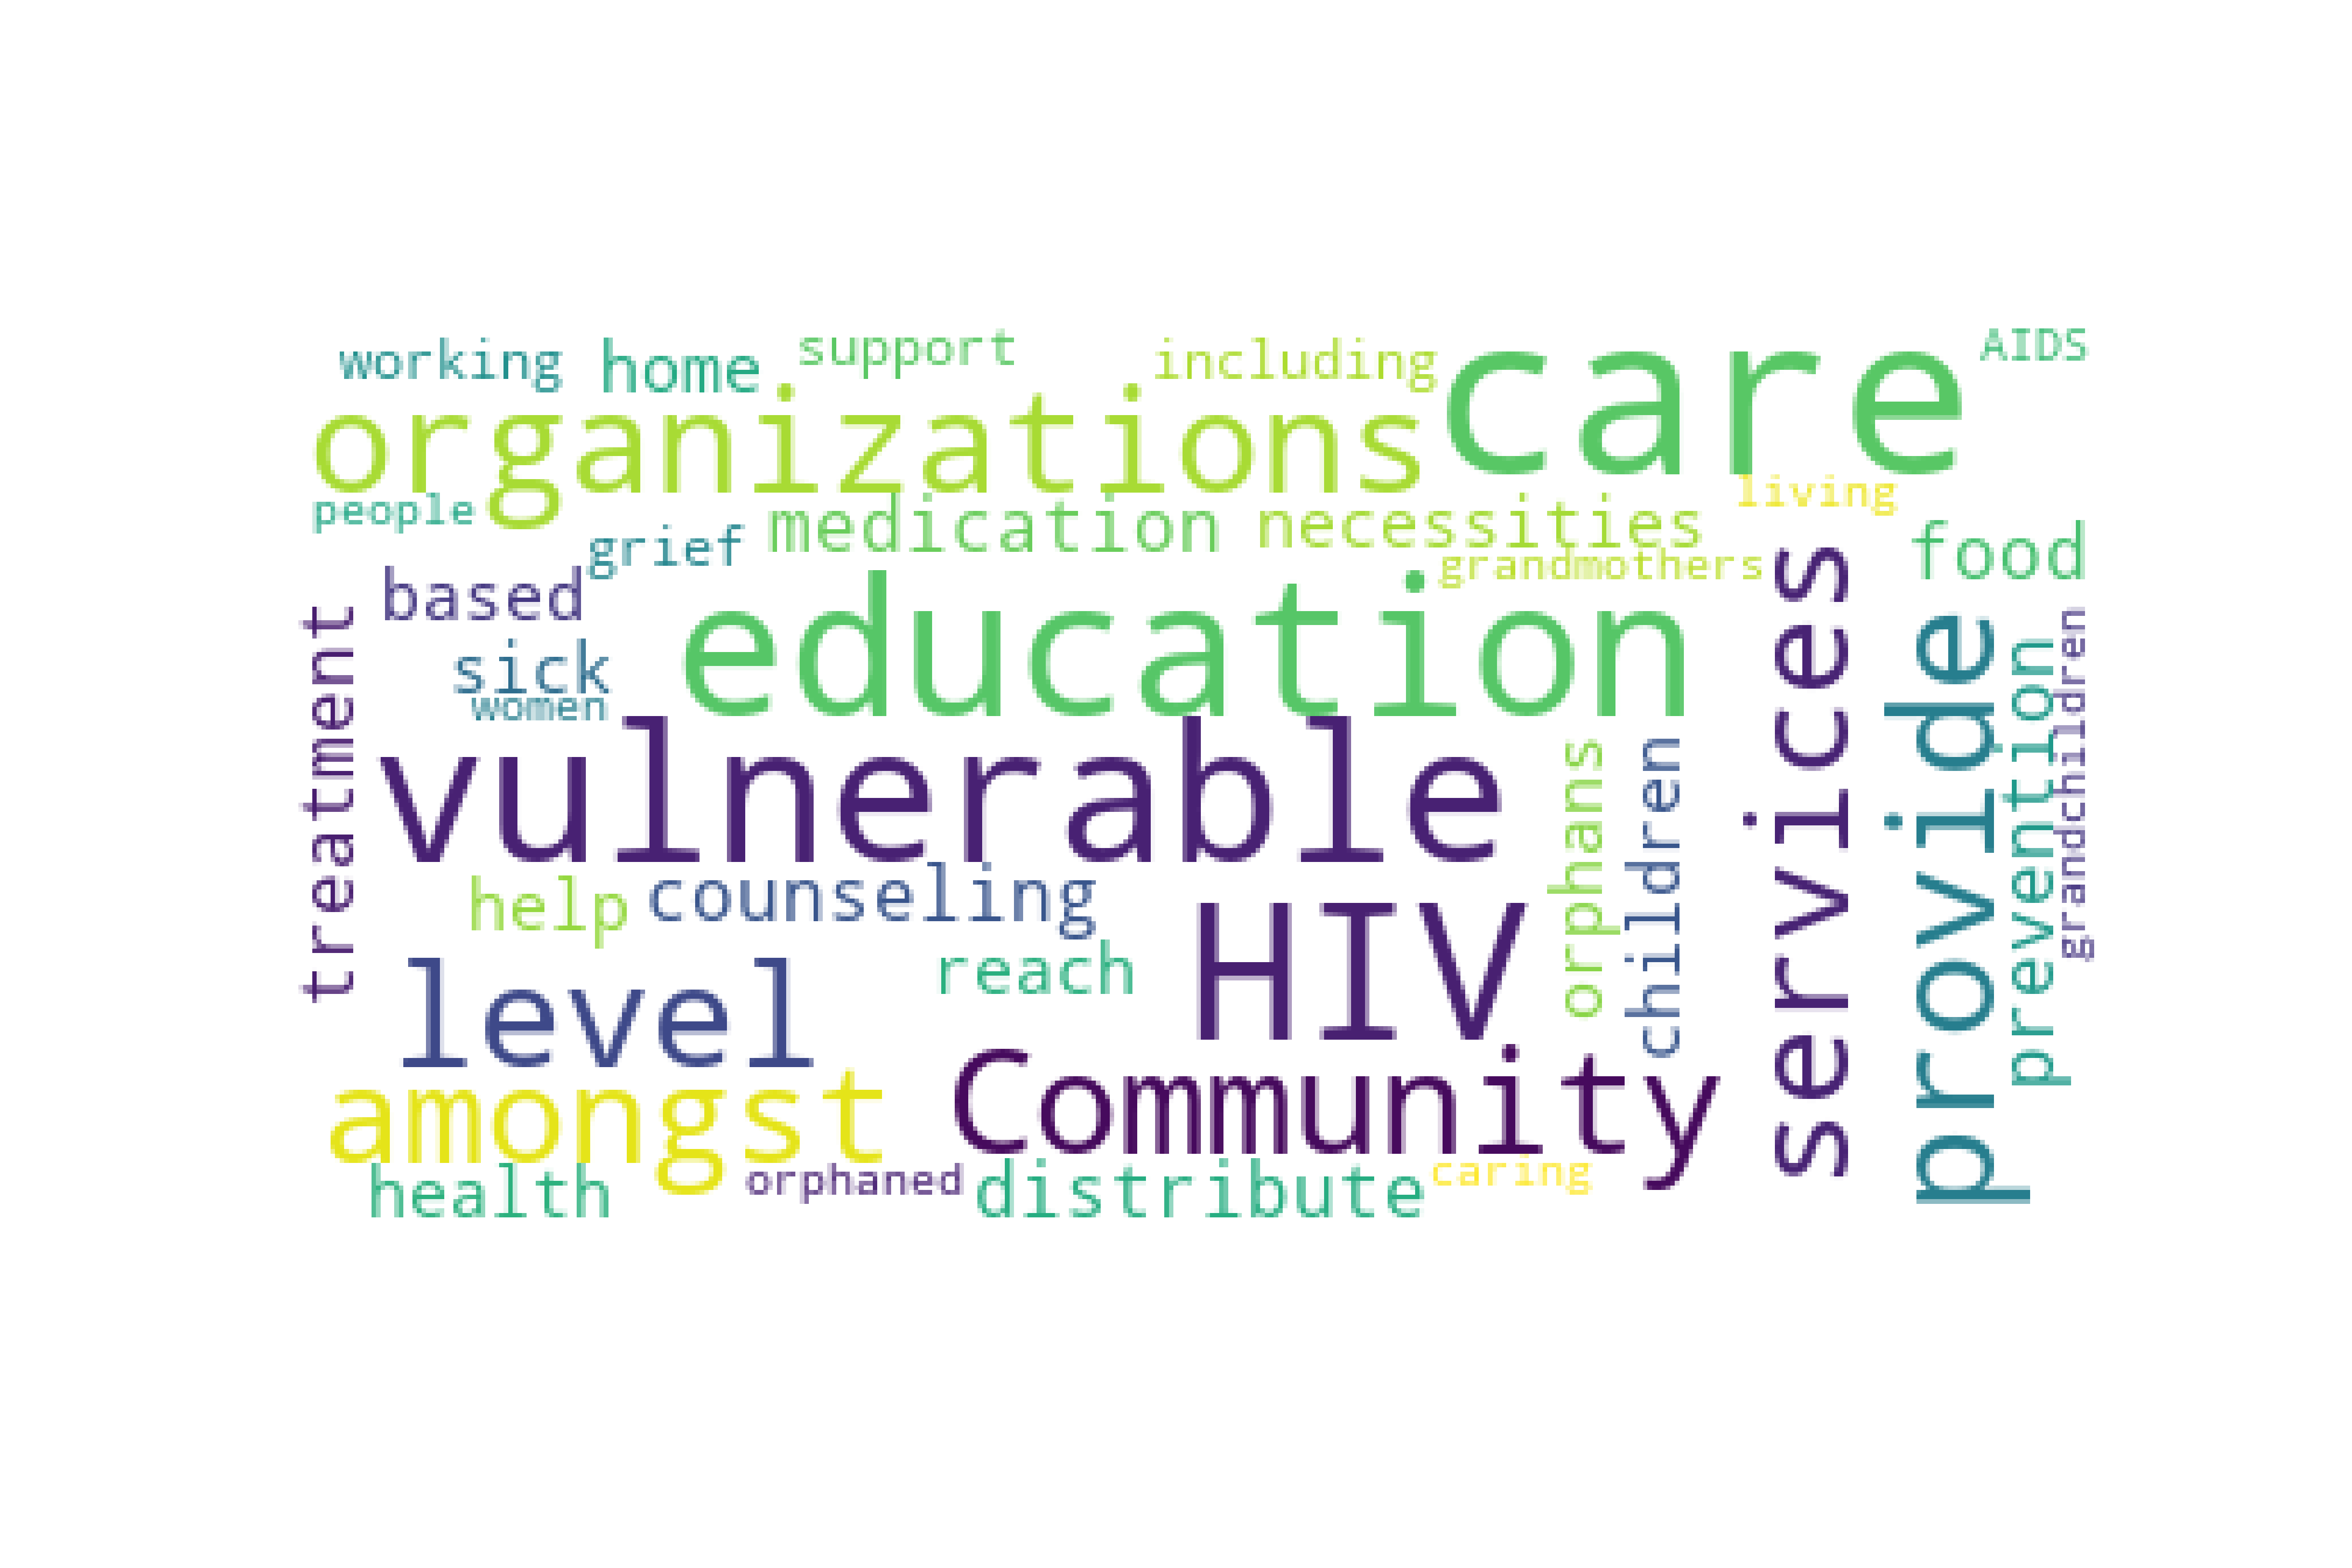 working home support including AIDS
organizations care
people grief medication necessities living
based grandmothers food
sick education
women
treatment vulnerable orphans children services provide prevention grandchildren
help counseling HIV
level reach
amongst Community
health orphaned distribute caring